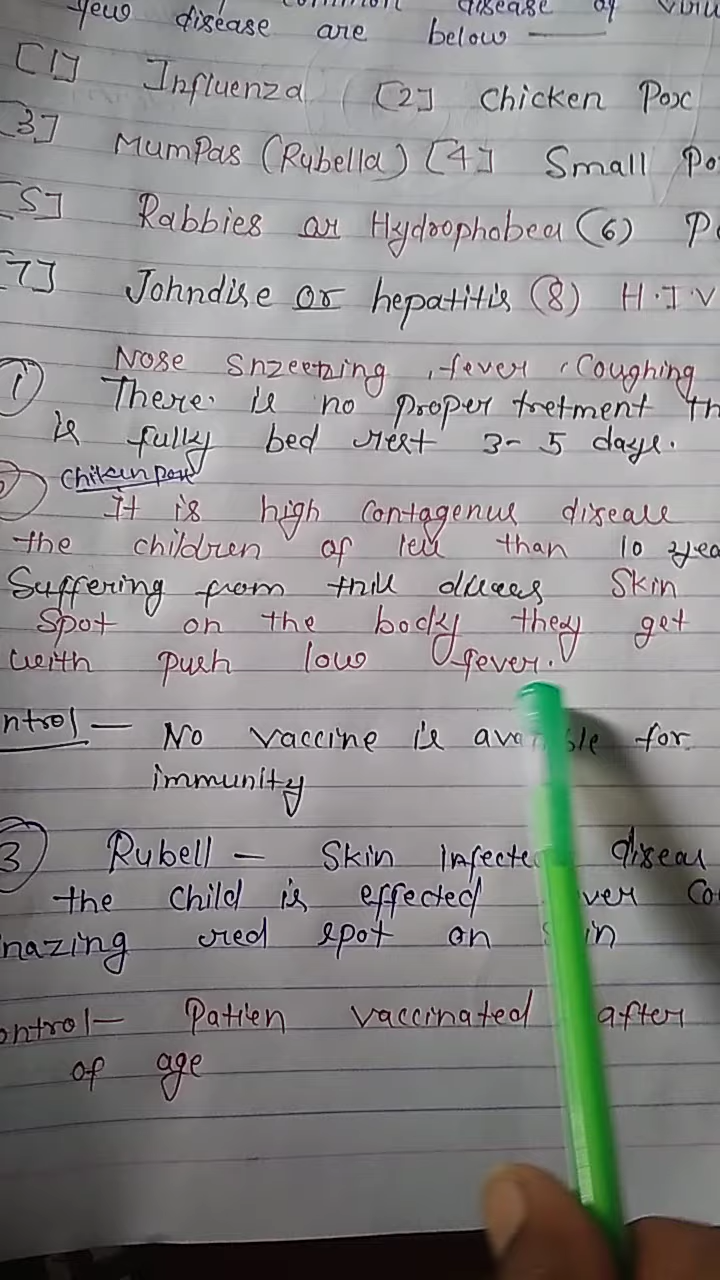 few disease are below
[1] Influenza [2] Chicken Pox
[3] Mumpas (Rubella) [4] Small Po
[5] Rabbies or Hydrophobea (6) P
[7] Johndise or hepatitis (8) H.I.V
Nose Snzeetzing, fever, Coughing
① There is no proper tretment Th
is fully bed rest 3-5 days.
Chiken pox
It is high Contagenus disease
the children of less than 10 yea
Suffering from this Skin
Spot on the body they get
with push low fever.
ntrol — No vaccine is for
immunity
3 Rubell — Skin infecte diseas
the child is effected ver Co
nazing red spot on in
ontrol — Patien vaccinated after
of age